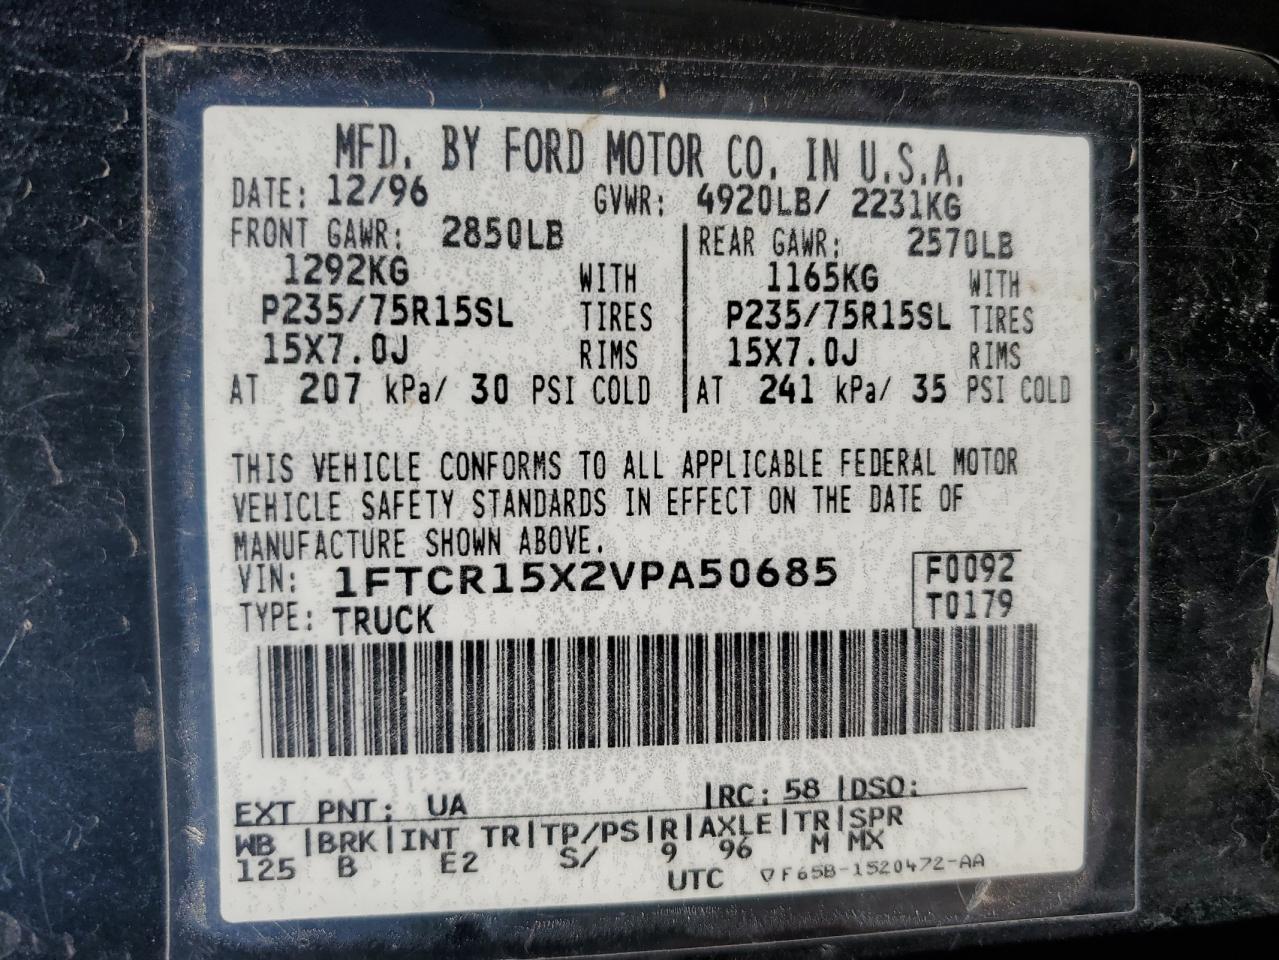 MFD. BY FORD MOTOR CO. IN U.S.A.
DATE: 12/96 GVWR: 4920LB/ 2231KG
FRONT GAWR: 2850LB REAR GAWR: 2570LB
1292KG WITH 1165KG WITH
P235/75R15SL TIRES P235/75R15SL TIRES
15X7.0J RIMS 15X7.0J RIMS
AT 207 kPa/ 30 PSI COLD AT 241 kPa/ 35 PSI COLD
THIS VEHICLE CONFORMS TO ALL APPLICABLE FEDERAL MOTOR
VEHICLE SAFETY STANDARDS IN EFFECT ON THE DATE OF
MANUFACTURE SHOWN ABOVE.
VIN: 1FTCR15X2VPA50685 F0092
TYPE: TRUCK T0179
EXT PNT: UA |RC: 58 |DSO:
WB |BRK|INT TR|TP/PS|R|AXLE|TR|SPR
125 B E2 S/ 9 96 M MX
UTC ▽F65B-1520472-AA